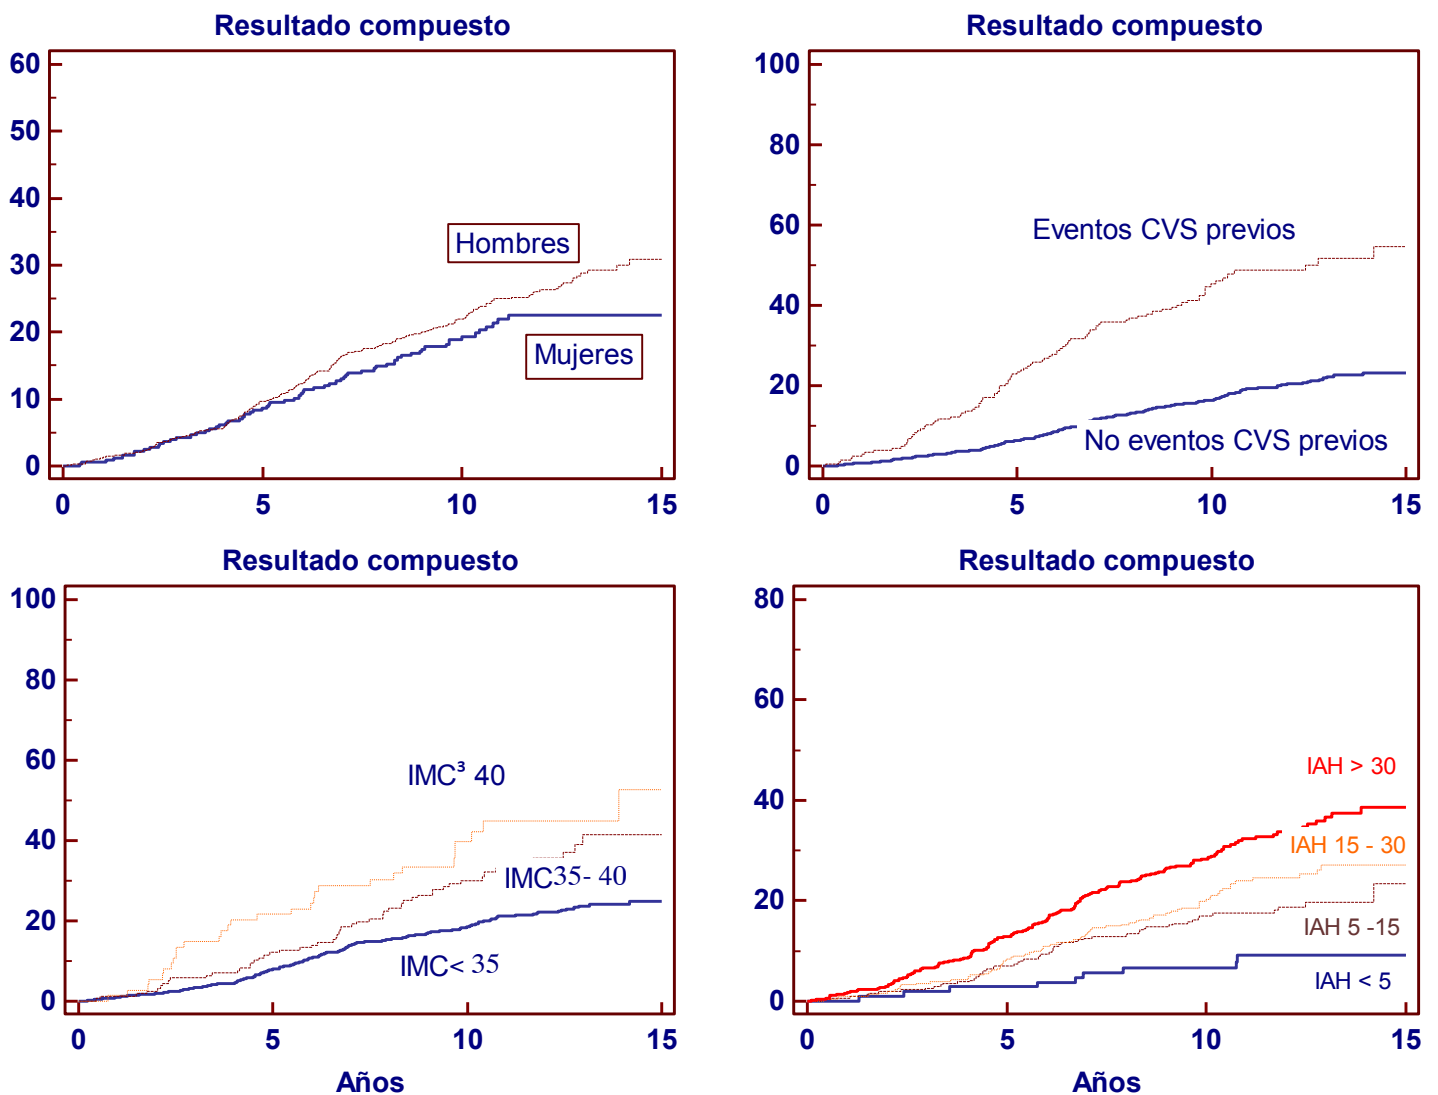 Resultado compuesto
60
50
40
30
20
10
0
Hombres
Mujeres
0 5 10 15
Resultado compuesto
100
80
60
40
20
0
Eventos CVS previos
No eventos CVS previos
0 5 10 15
Resultado compuesto
100
80
60
40
20
0
IMC³ 40
IMC35- 40
IMC< 35
0 5 10 15
Años
Resultado compuesto
80
60
40
20
0
IAH > 30
IAH 15 - 30
IAH 5 -15
IAH < 5
0 5 10 15
Años